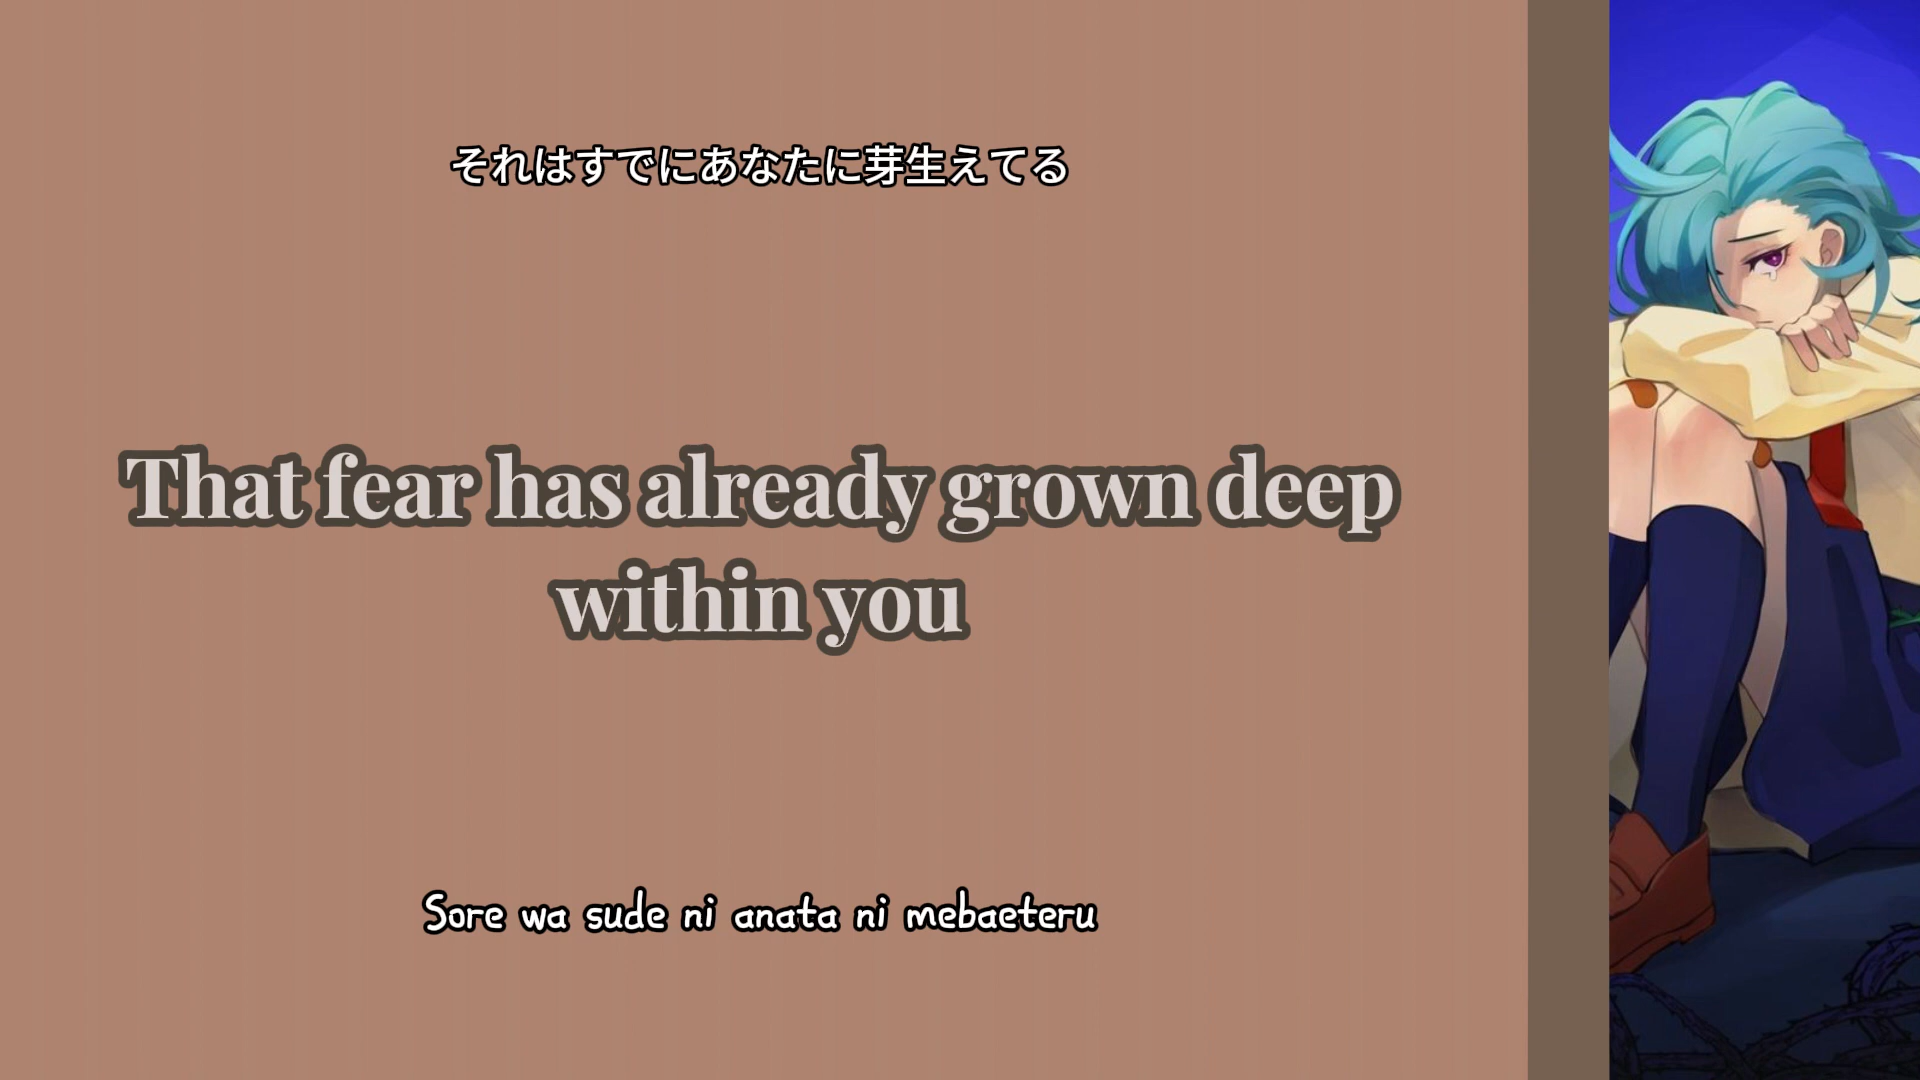 それはすでにあなたに芽生えてる
That fear has already grown deep
within you
Sore wa sude ni anata ni mebaeteru